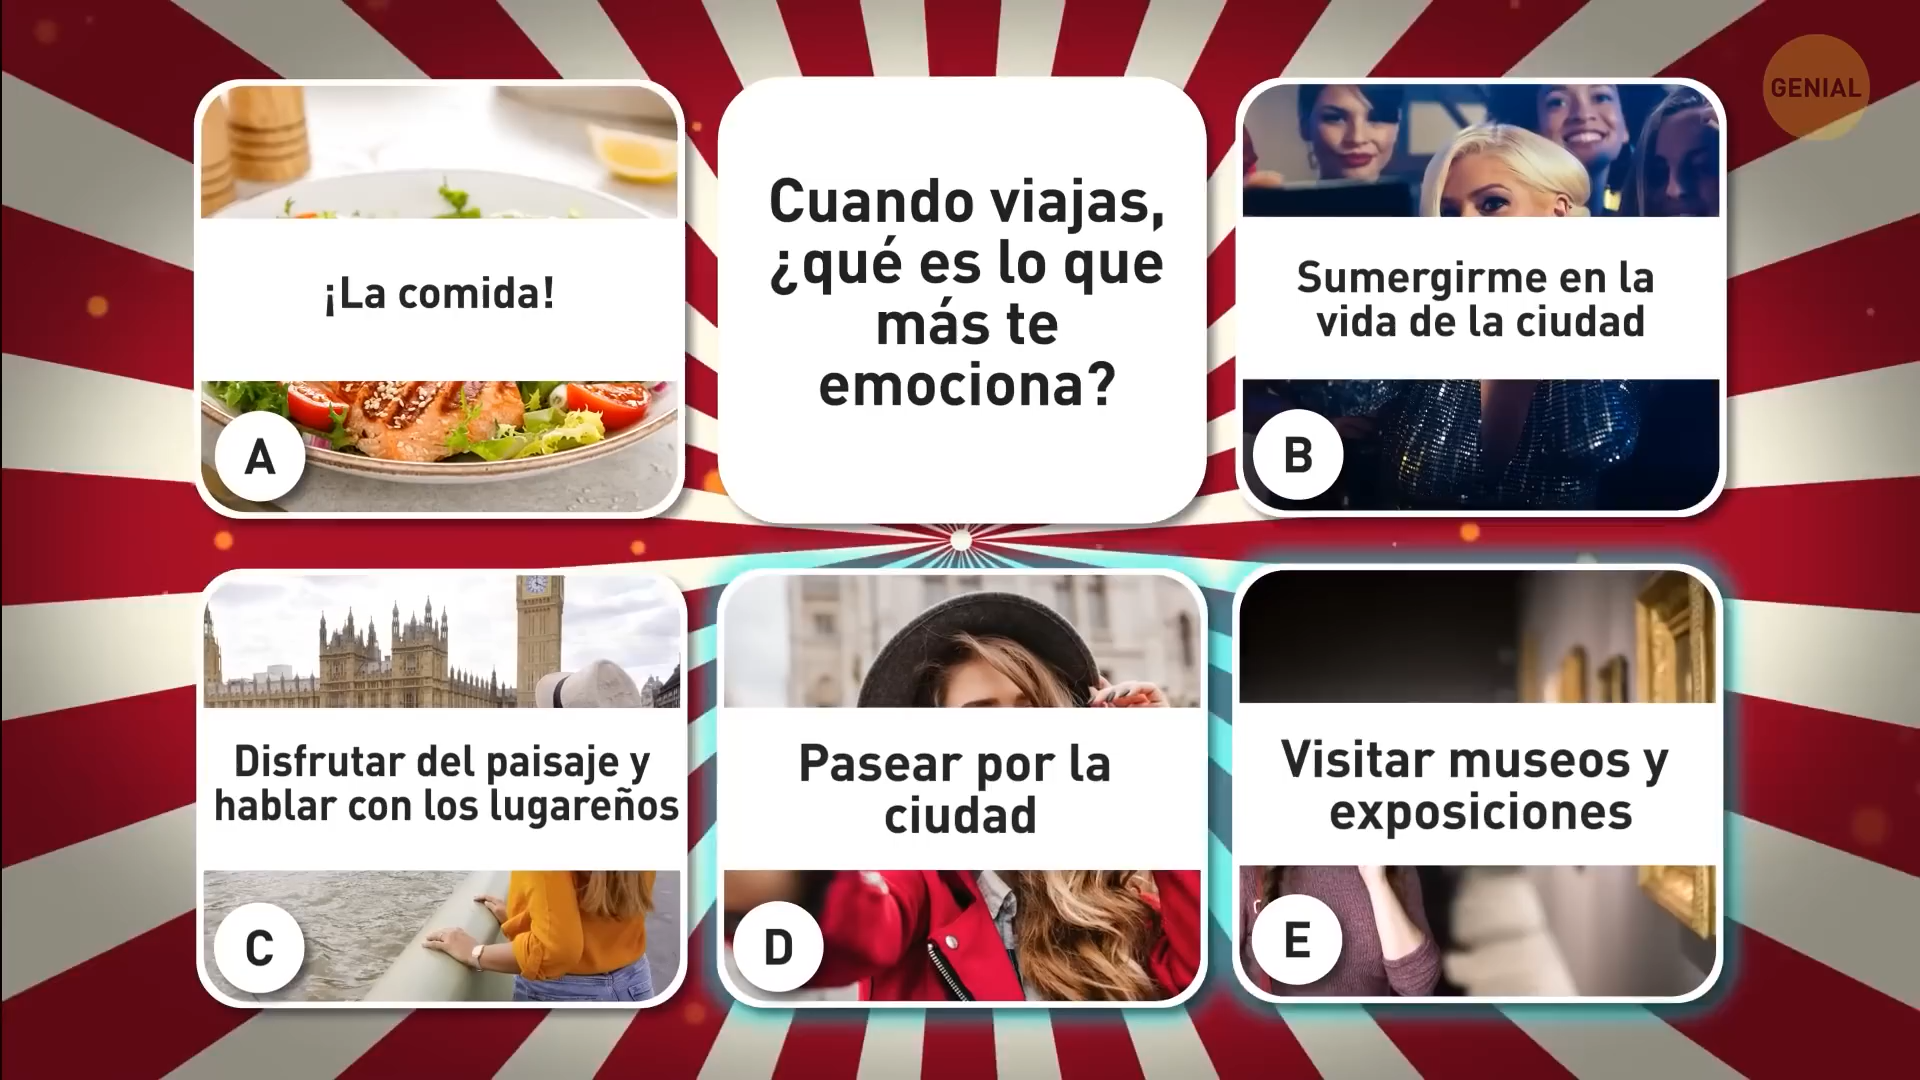 GENIAL
¡La comida!
A
Cuando viajas,
¿qué es lo que
más te
emociona?
Sumergirme en la
vida de la ciudad
B
Disfrutar del paisaje y
hablar con los lugareños
C
Pasear por la
ciudad
D
Visitar museos y
exposiciones
E